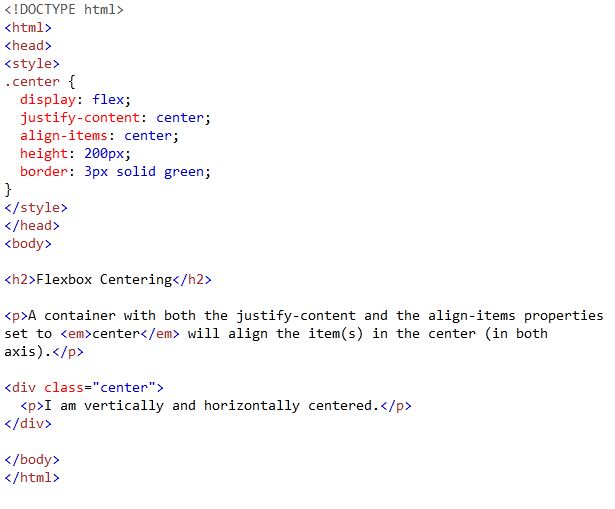 <!DOCTYPE html>
<html>
<head>
<style>
.center {
  display: flex;
  justify-content: center;
  align-items: center;
  height: 200px;
  border: 3px solid green;
}
</style>
</head>
<body>

<h2>Flexbox Centering</h2>

<p>A container with both the justify-content and the align-items properties
set to <em>center</em> will align the item(s) in the center (in both
axis).</p>

<div class="center">
  <p>I am vertically and horizontally centered.</p>
</div>

</body>
</html>